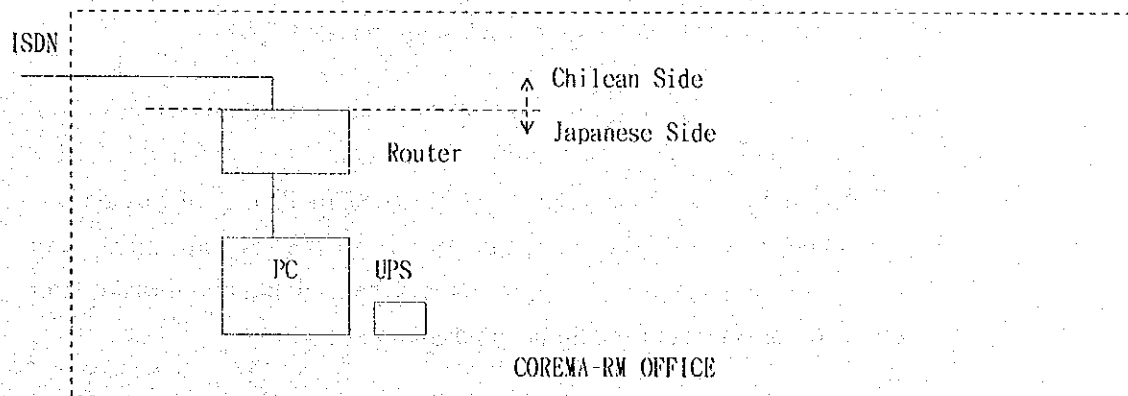 ISDN
Chilean Side
Japanese Side
Router
PC
UPS
COREMA-RM OFFICE